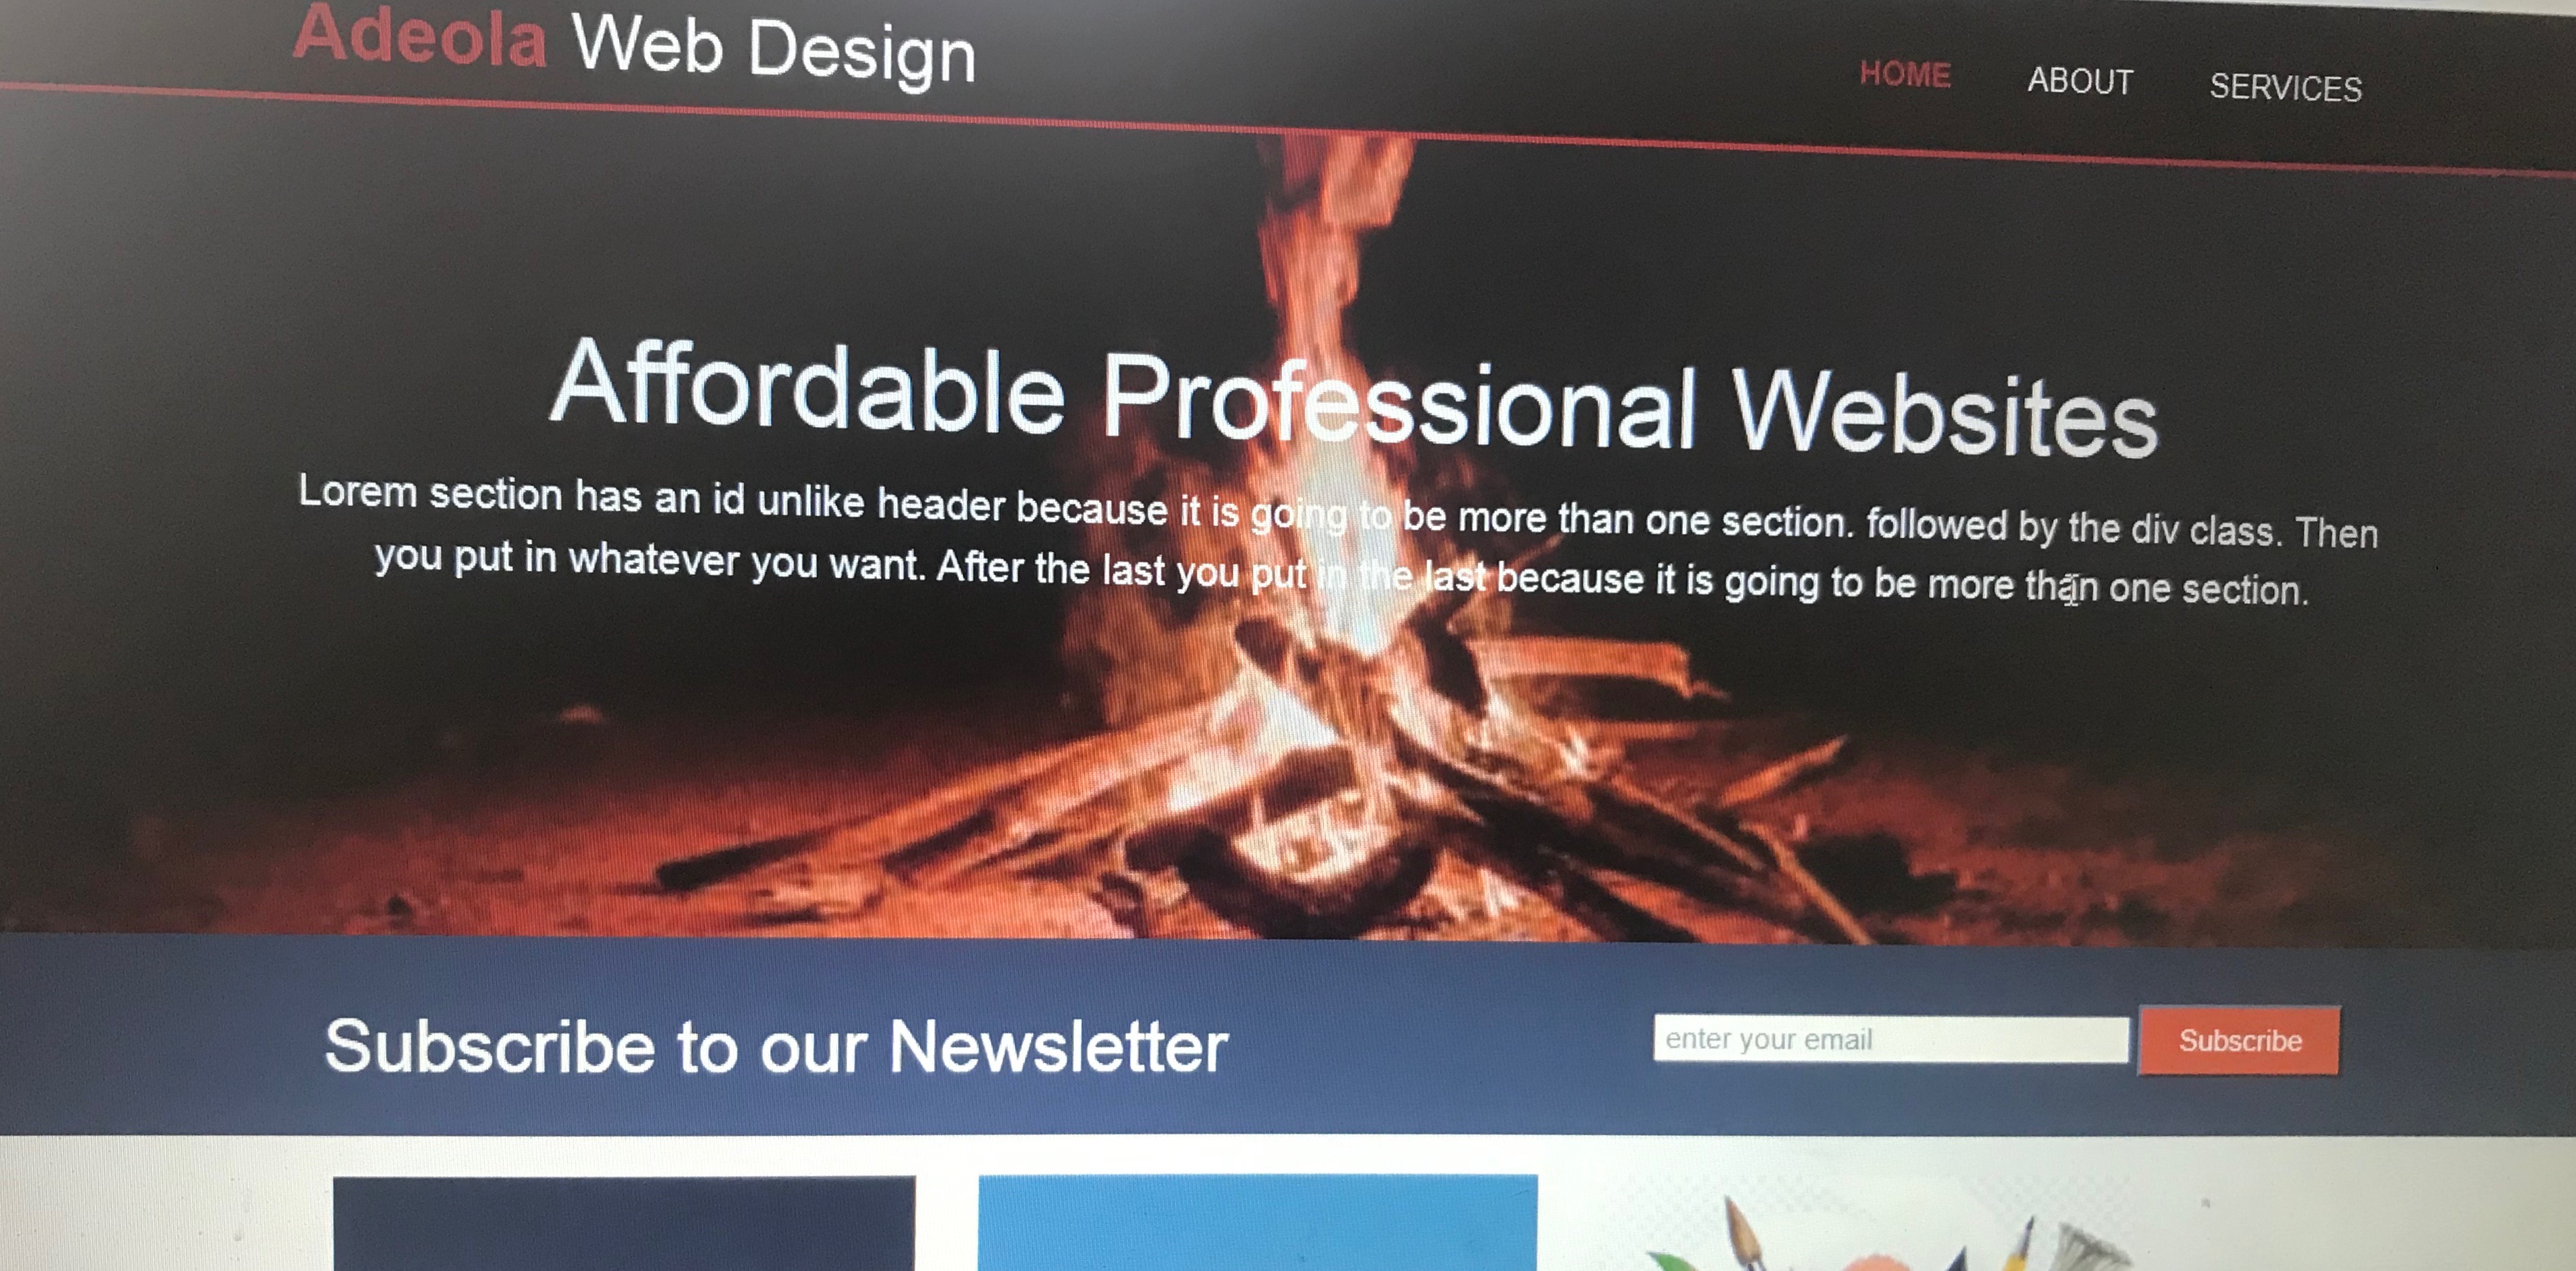 Adeola Web Design
HOME ABOUT SERVICES
Affordable Professional Websites
Lorem section has an id unlike header because it is going to be more than one section. followed by the div class. Then
you put in whatever you want. After the last you put in the last because it is going to be more than one section.
Subscribe to our Newsletter
enter your email
Subscribe